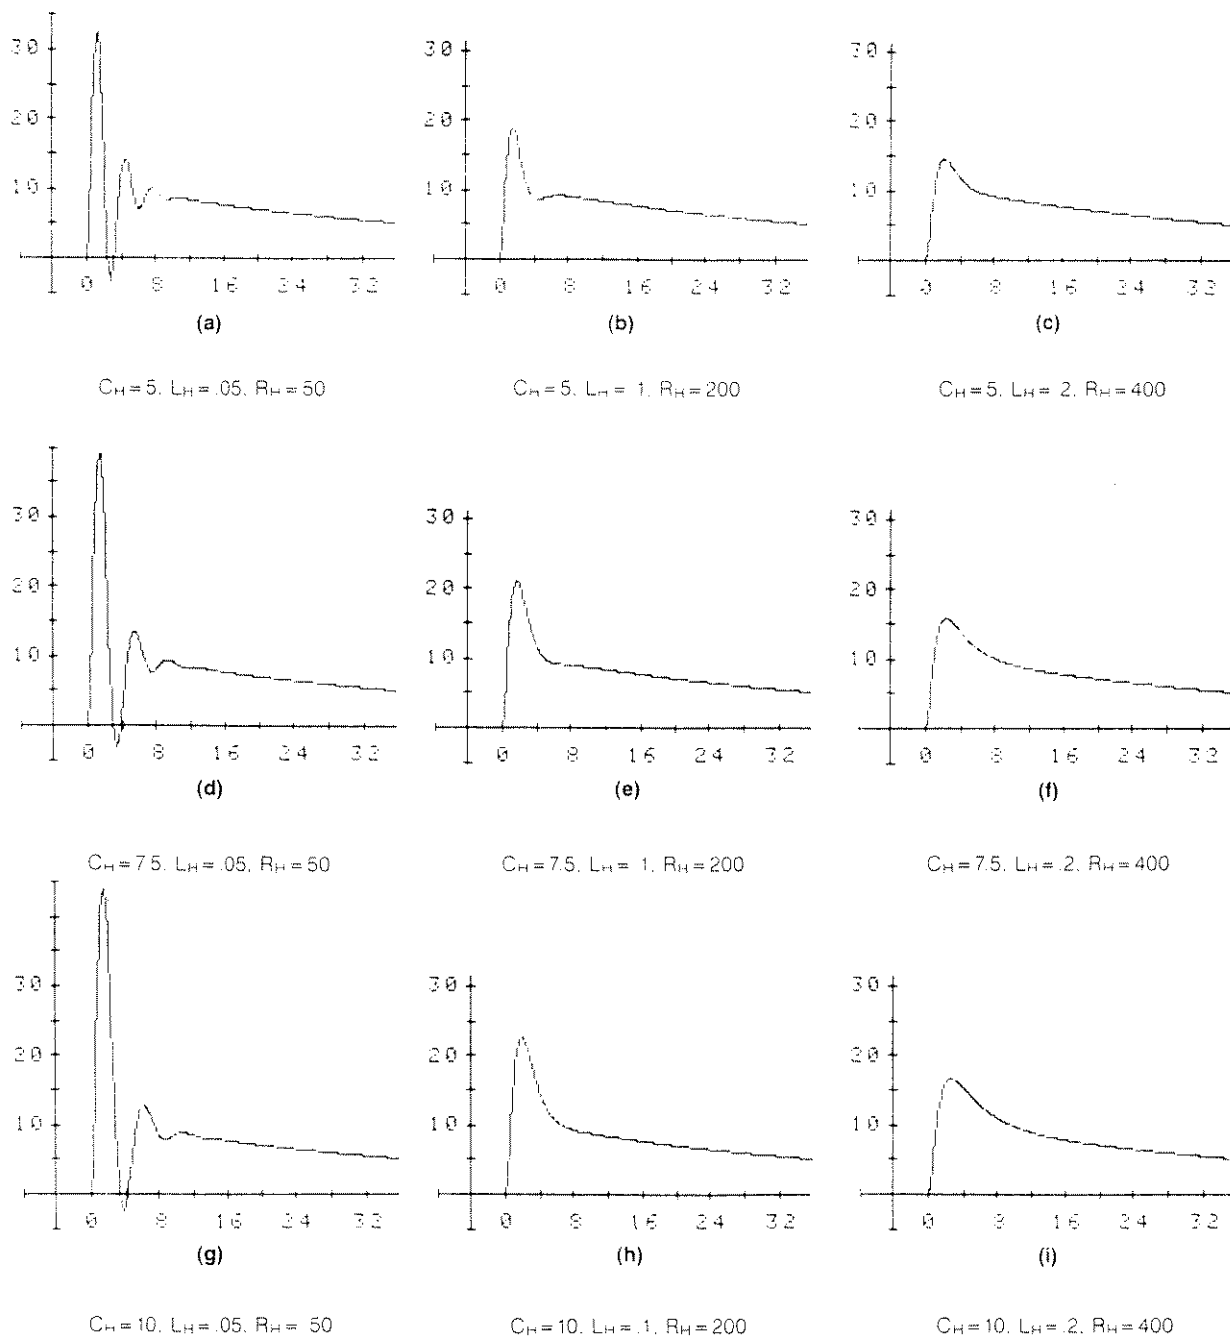 30
20
10
0 8 16 24 32
(a)
30
20
10
0 8 16 24 32
(b)
30
20
10
0 8 16 24 32
(c)
CH=5, LH=.05, RH=50
CH=5, LH=.1, RH=200
CH=5, LH=.2, RH=400
30
20
10
0 8 16 24 32
(d)
30
20
10
0 8 16 24 32
(e)
30
20
10
0 8 16 24 32
(f)
CH=7.5, LH=.05, RH=50
CH=7.5, LH=.1, RH=200
CH=7.5, LH=.2, RH=400
30
20
10
0 8 16 24 32
(g)
30
20
10
0 8 16 24 32
(h)
30
20
10
0 8 16 24 32
(i)
CH=10, LH=.05, RH= 50
CH=10, LH=.1, RH=200
CH=10, LH=.2, RH=400